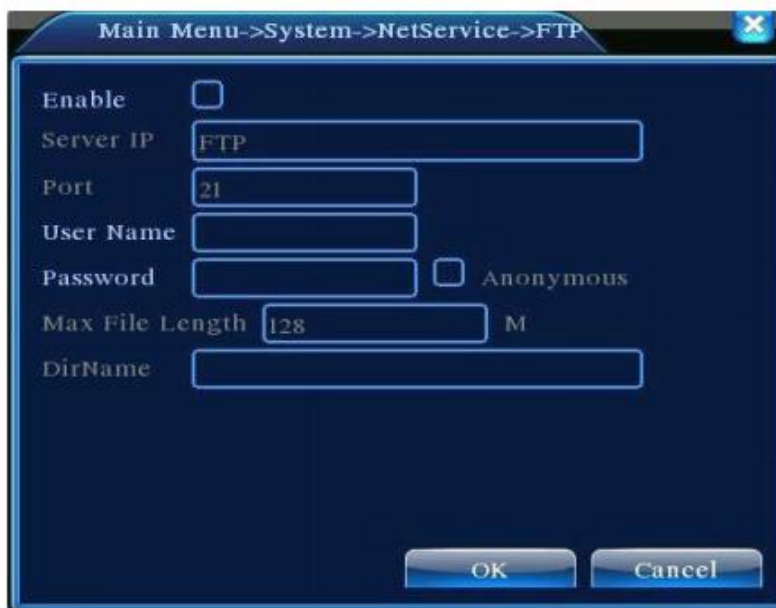 Main Menu->System->NetService->FTP
Enable
Server IP FTP
Port 21
User Name
Password Anonymous
Max File Length 128 M
DirName
OK Cancel